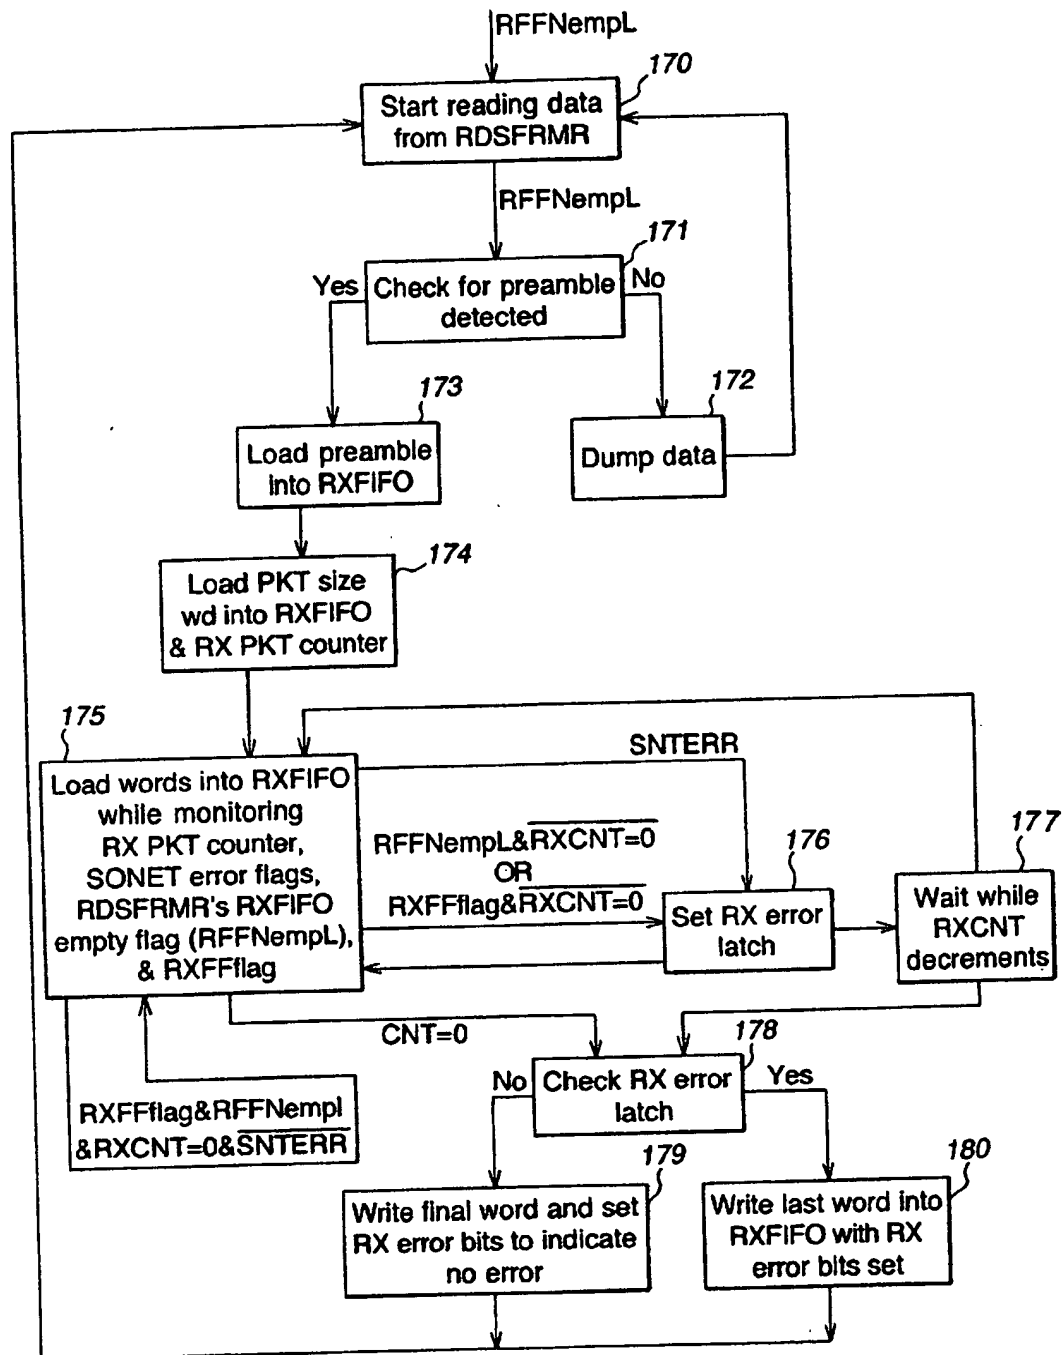 RFFNempL
170
Start reading data
from RDSFRMR
RFFNempL
171
Yes
Check for preamble
detected
No
173
Load preamble
into RXFIFO
172
Dump data
174
Load PKT size
wd into RXFIFO
& RX PKT counter
175
Load words into RXFIFO
while monitoring
RX PKT counter,
SONET error flags,
RDSFRMR's RXFIFO
empty flag (RFFNempL),
& RXFFflag
SNTERR
RFFNempL&R̅X̅C̅N̅T̅=̅0̅
OR
RXFFflag&R̅X̅C̅N̅T̅=̅0̅
176
Set RX error
latch
177
Wait while
RXCNT
decrements
CNT=0
RXFFflag&RFFNempl
&RXCNT=0&S̅N̅T̅E̅R̅R̅
178
No
Check RX error
latch
Yes
179
Write final word and set
RX error bits to indicate
no error
180
Write last word into
RXFIFO with RX
error bits set